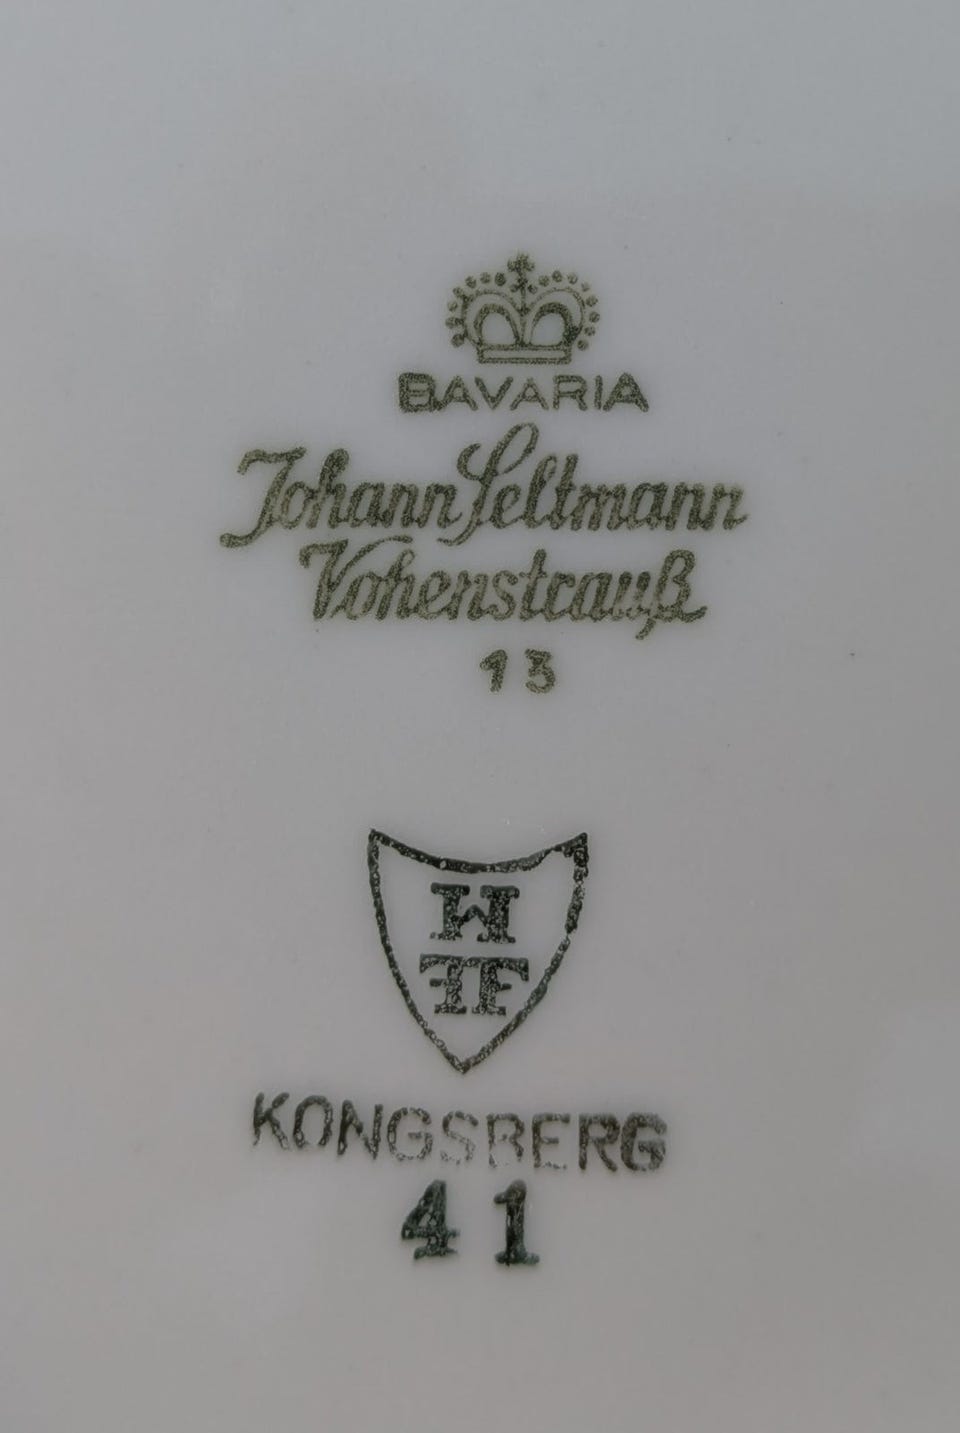 BAVARIA
Johann Seltmann
Vohenstrauß
13
KONGSBERG
41